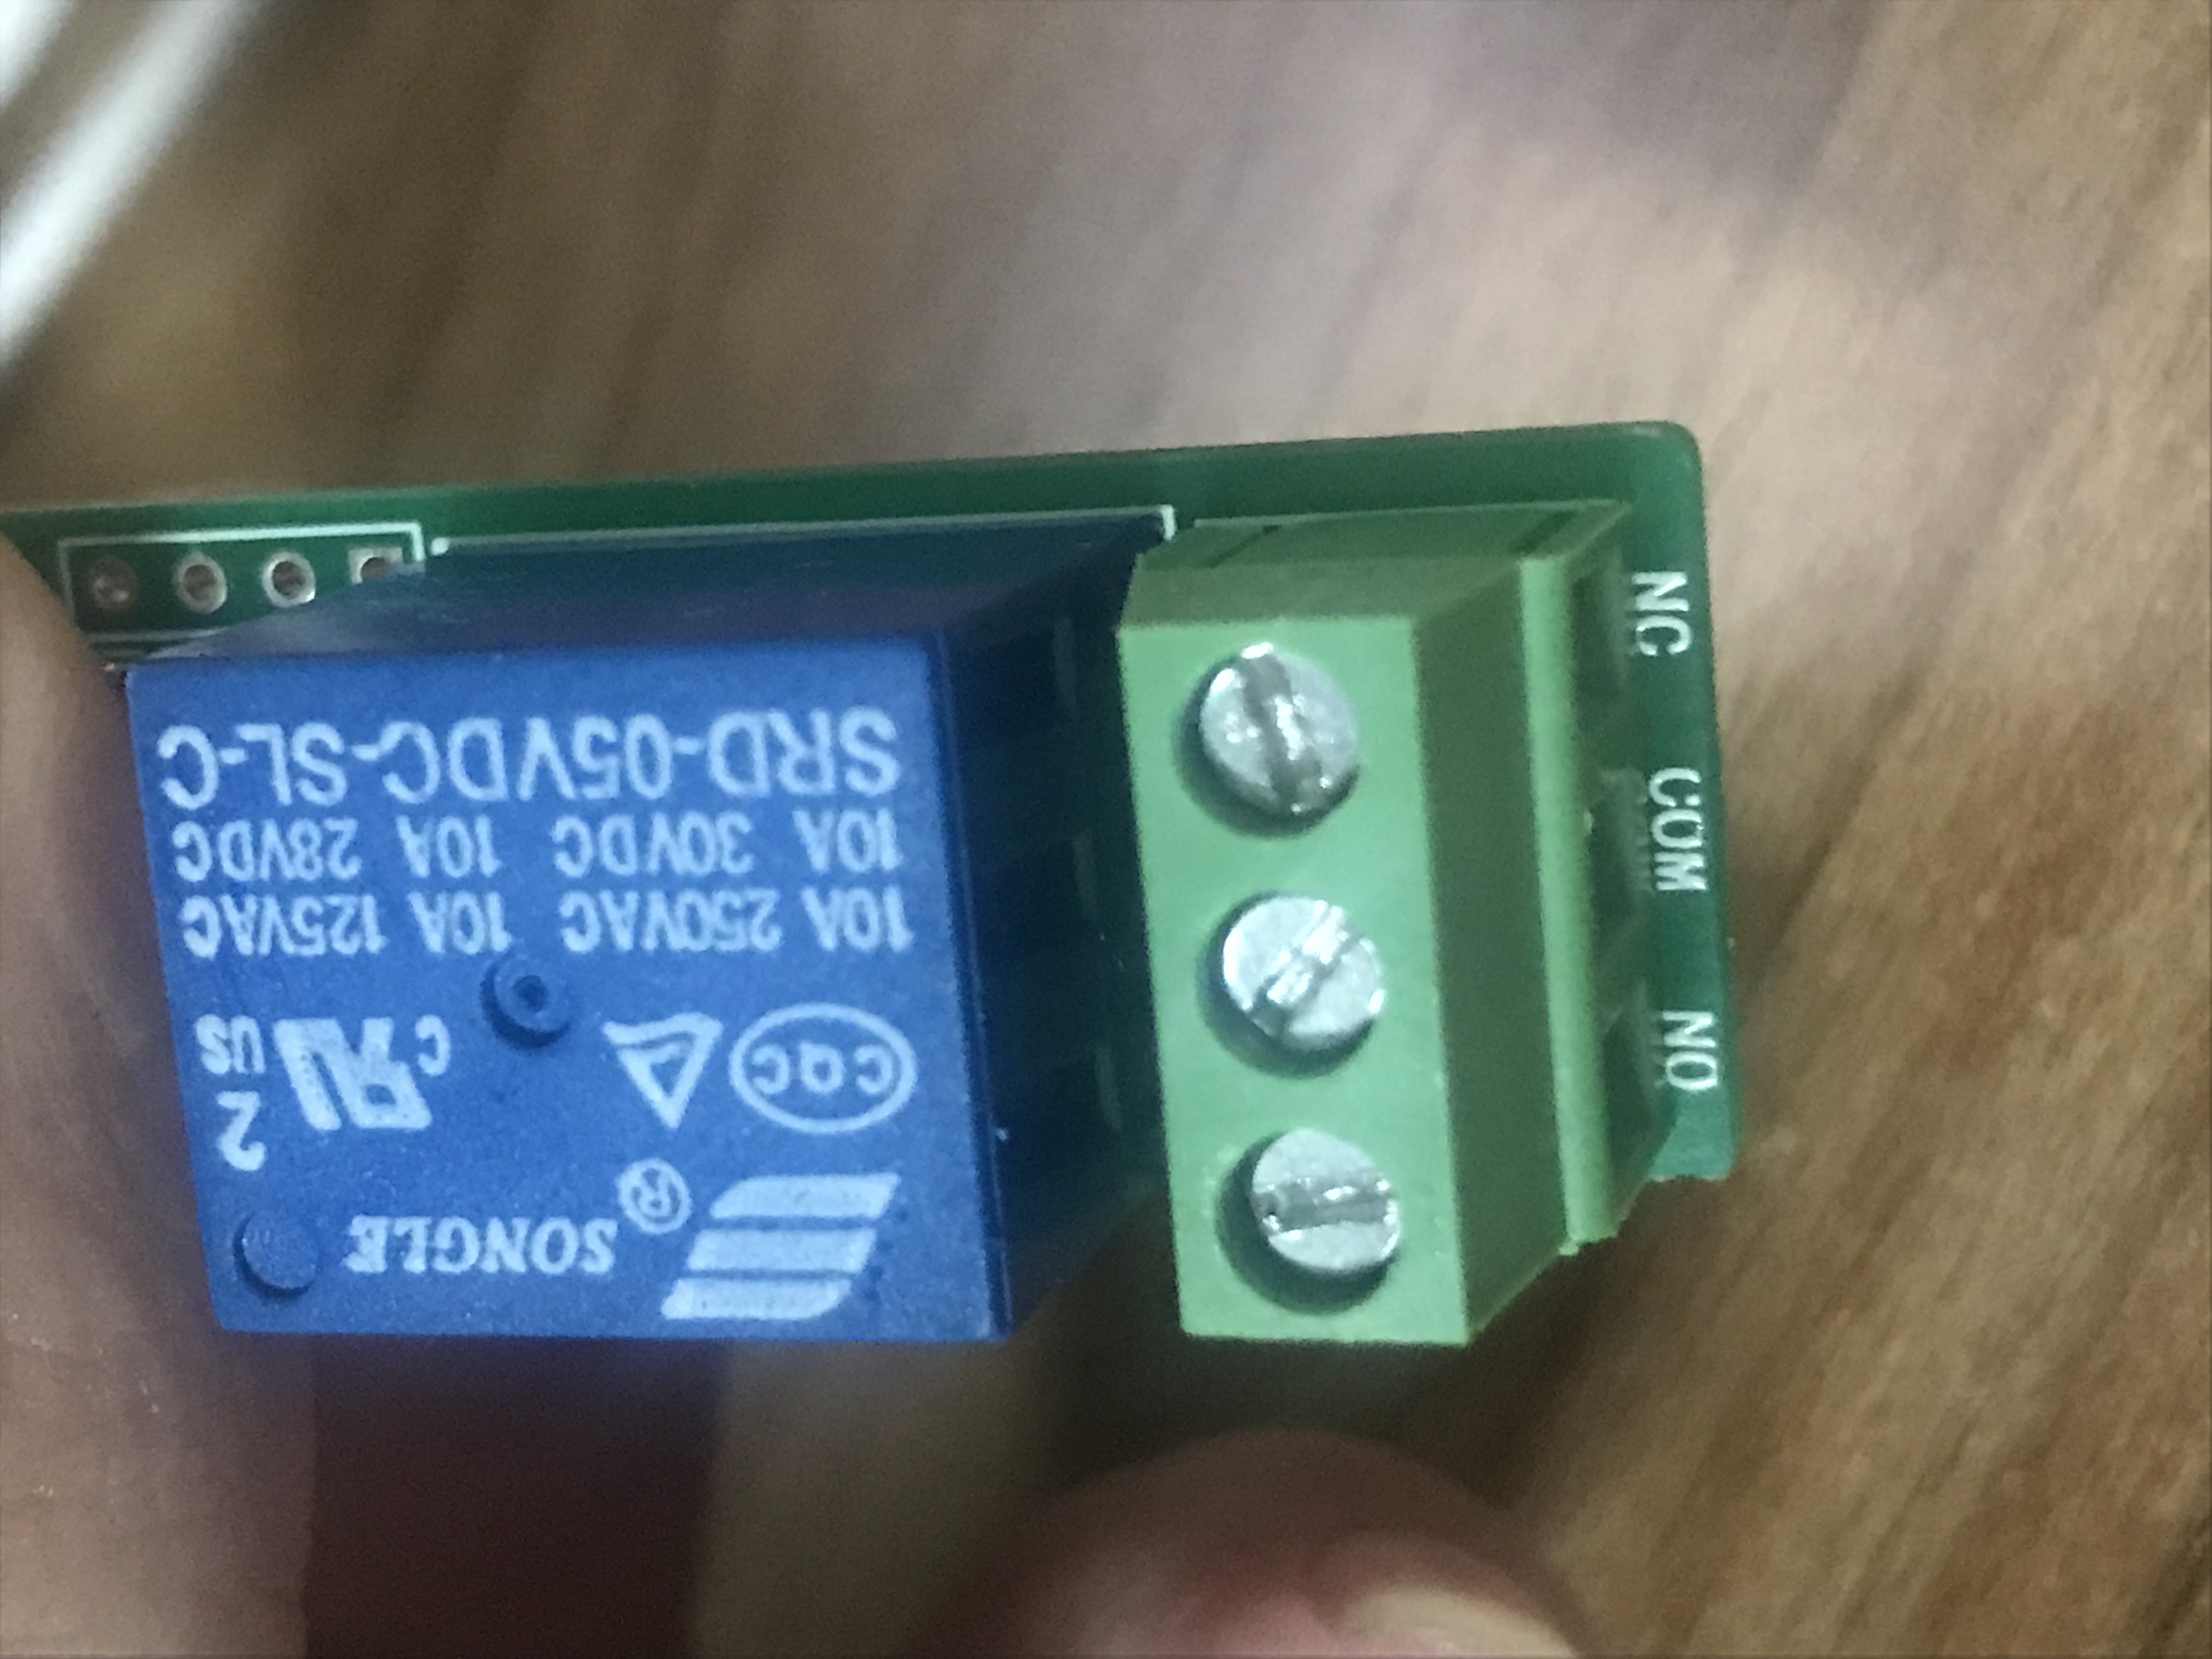 SONGLE
®
CQC
c US
2
10A 250VAC 10A 125VAC
10A 30VDC 10A 28VDC
SRD-05VDC-SL-C
NO
COM
NC